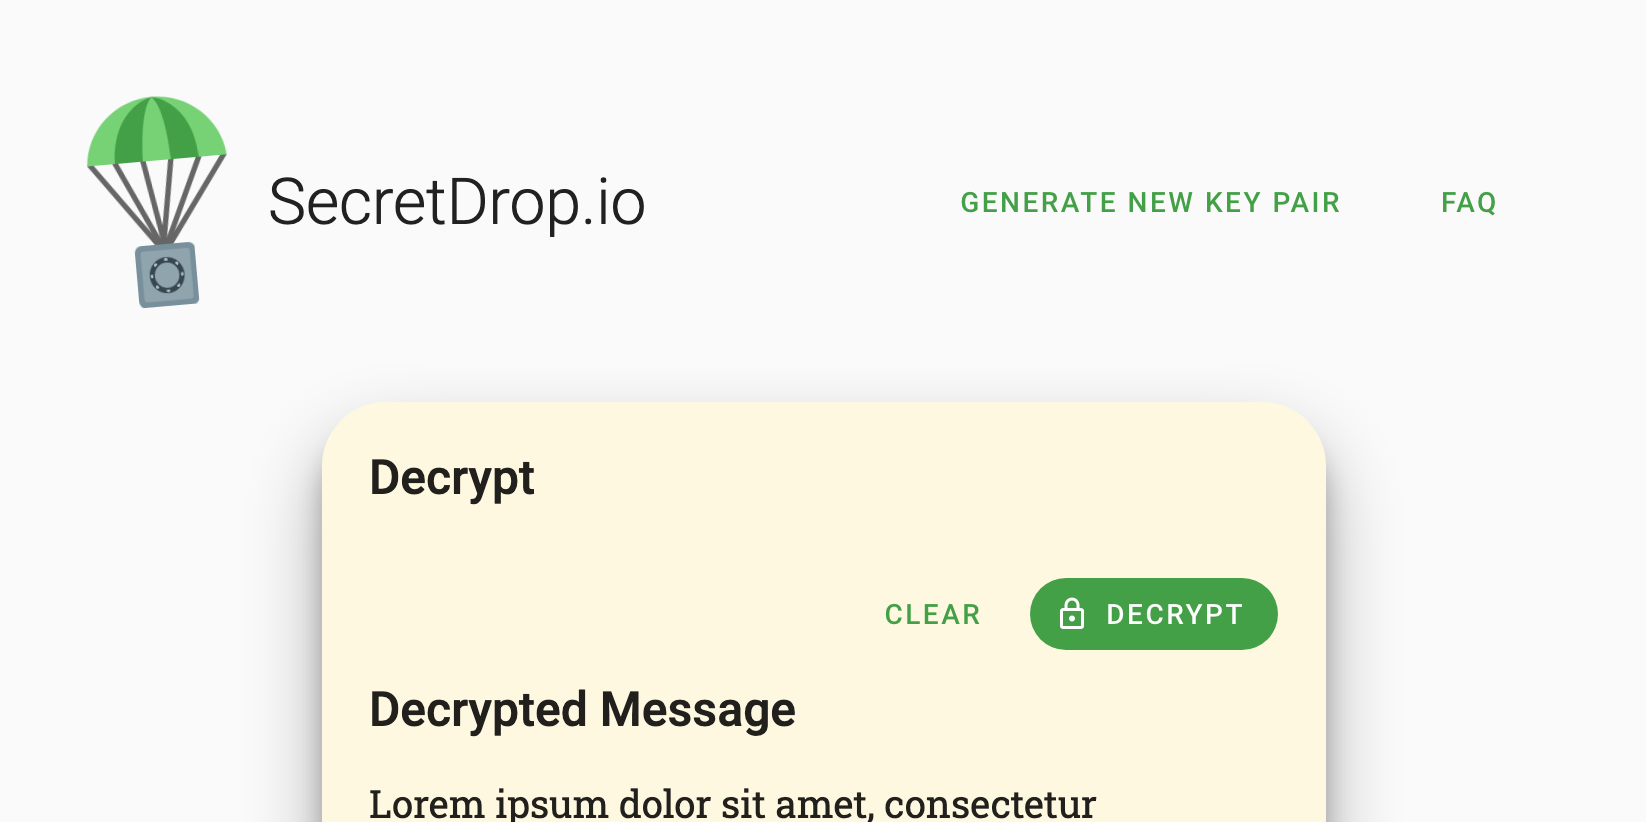 SecretDrop.io
GENERATE NEW KEY PAIR
FAQ
Decrypt
CLEAR
DECRYPT
Decrypted Message
Lorem ipsum dolor sit amet, consectetur